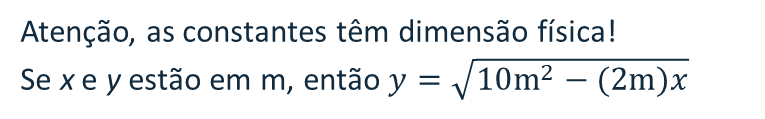 Atenção, as constantes têm dimensão física!
Se x e y estão em m, então y = √(10m² − (2m)x)